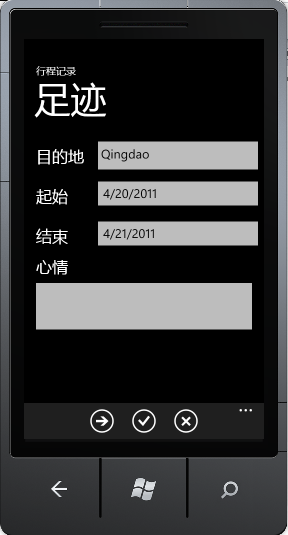 行程记录
足迹
目的地 Qingdao
起始 4/20/2011
结束 4/21/2011
心情